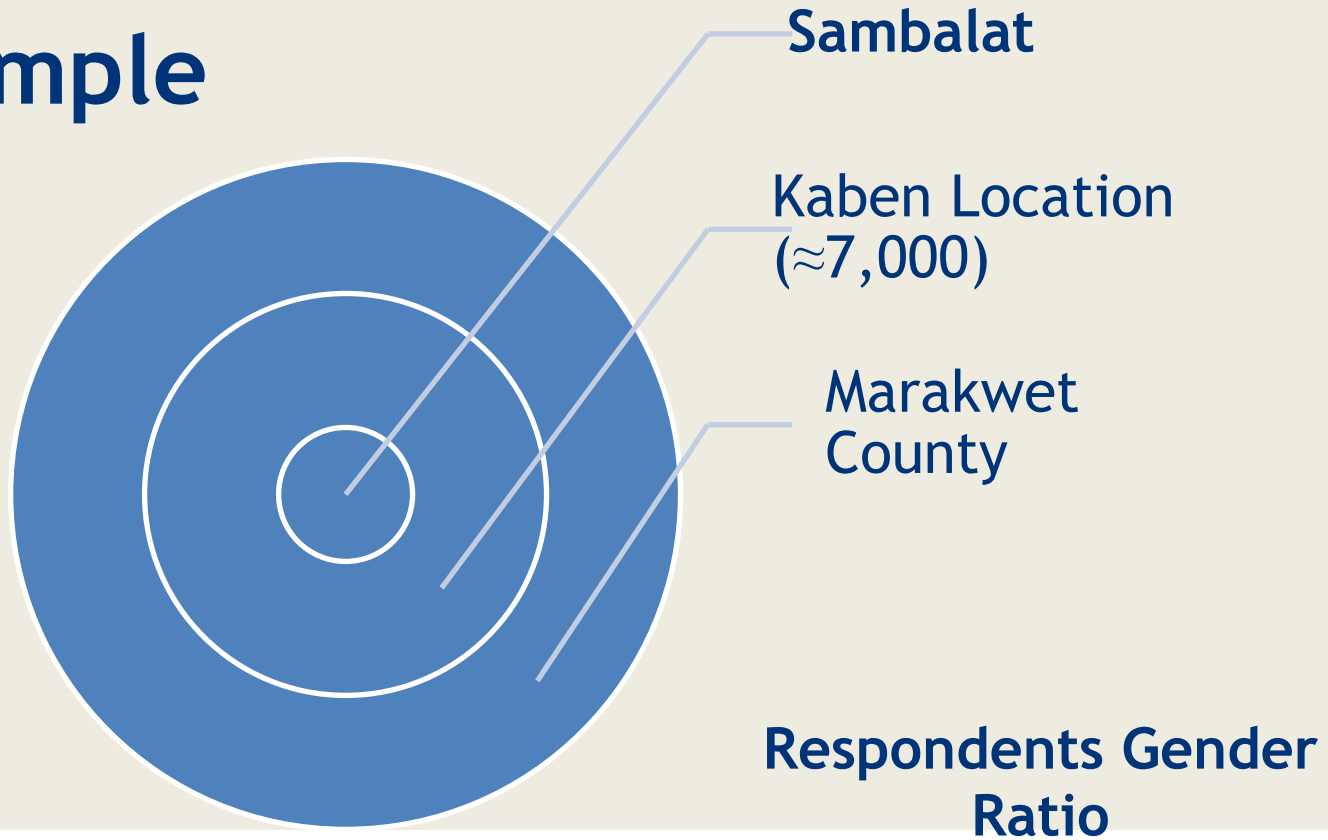 mple
Sambalat
Kaben Location
(≈7,000)
Marakwet
County
Respondents Gender
Ratio